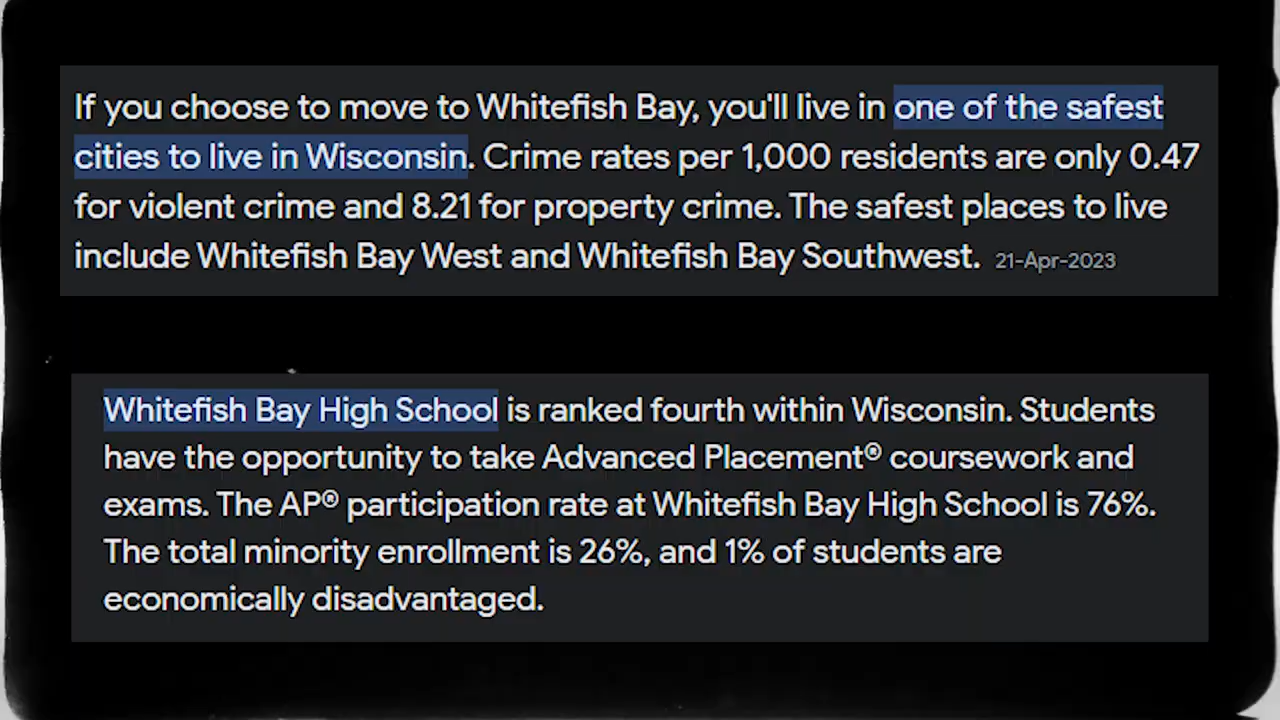 If you choose to move to Whitefish Bay, you'll live in one of the safest
cities to live in Wisconsin. Crime rates per 1,000 residents are only 0.47
for violent crime and 8.21 for property crime. The safest places to live
include Whitefish Bay West and Whitefish Bay Southwest. 21-Apr-2023
Whitefish Bay High School is ranked fourth within Wisconsin. Students
have the opportunity to take Advanced Placement® coursework and
exams. The AP® participation rate at Whitefish Bay High School is 76%.
The total minority enrollment is 26%, and 1% of students are
economically disadvantaged.